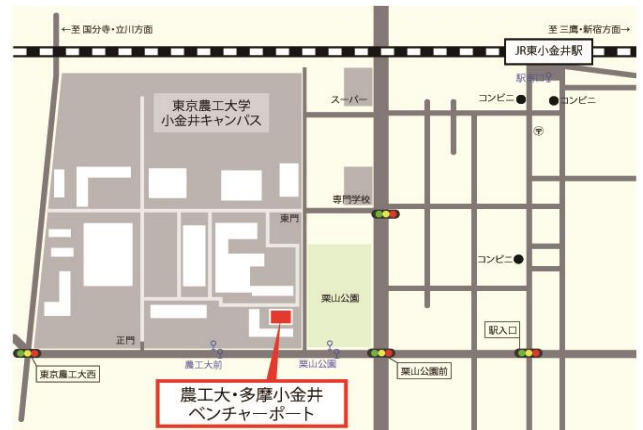 ←至 国分寺・立川方面
至 三鷹・新宿方面→
JR東小金井駅
駅南口
コンビニ
コンビニ
〶
東京農工大学
小金井キャンパス
スーパー
専門学校
東門
コンビニ
栗山公園
正門
農工大前
栗山公園
駅入口
東京農工大西
栗山公園前
農工大・多摩小金井
ベンチャーポート